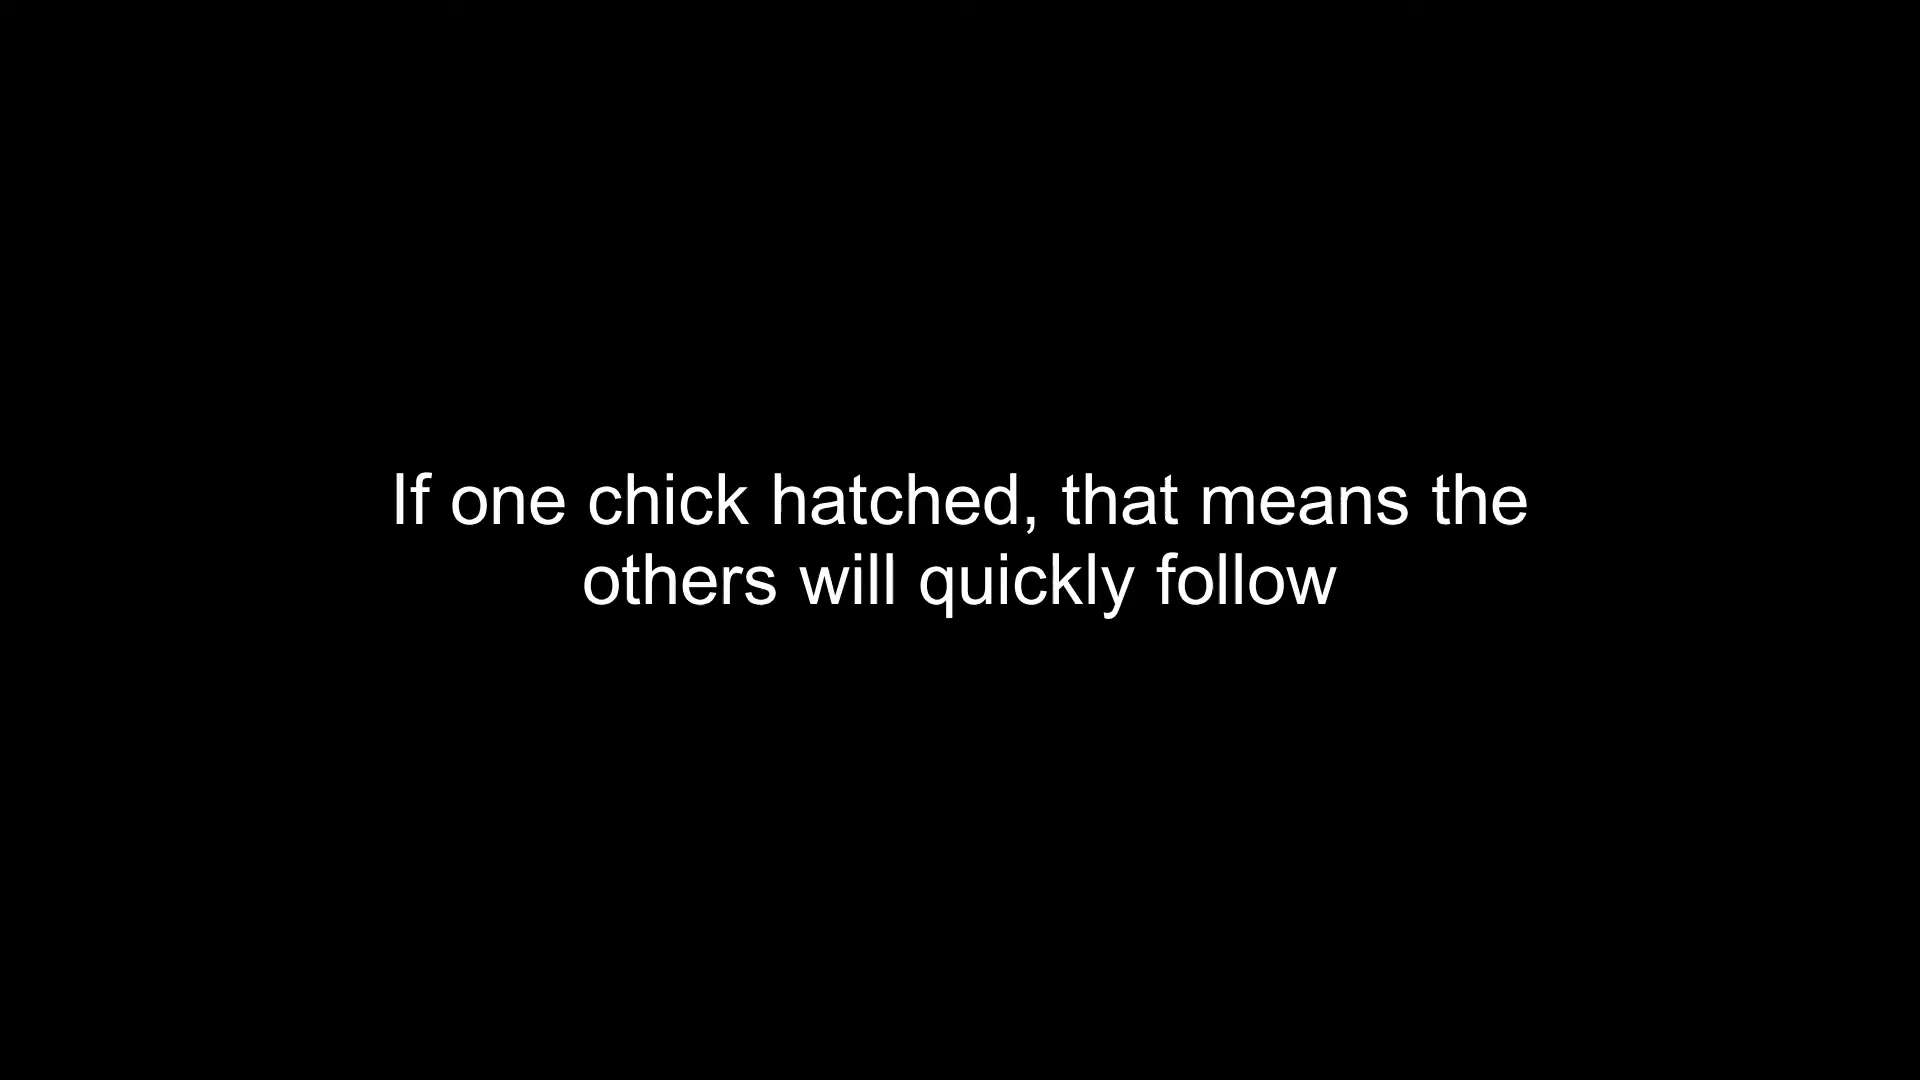 If one chick hatched, that means the
others will quickly follow